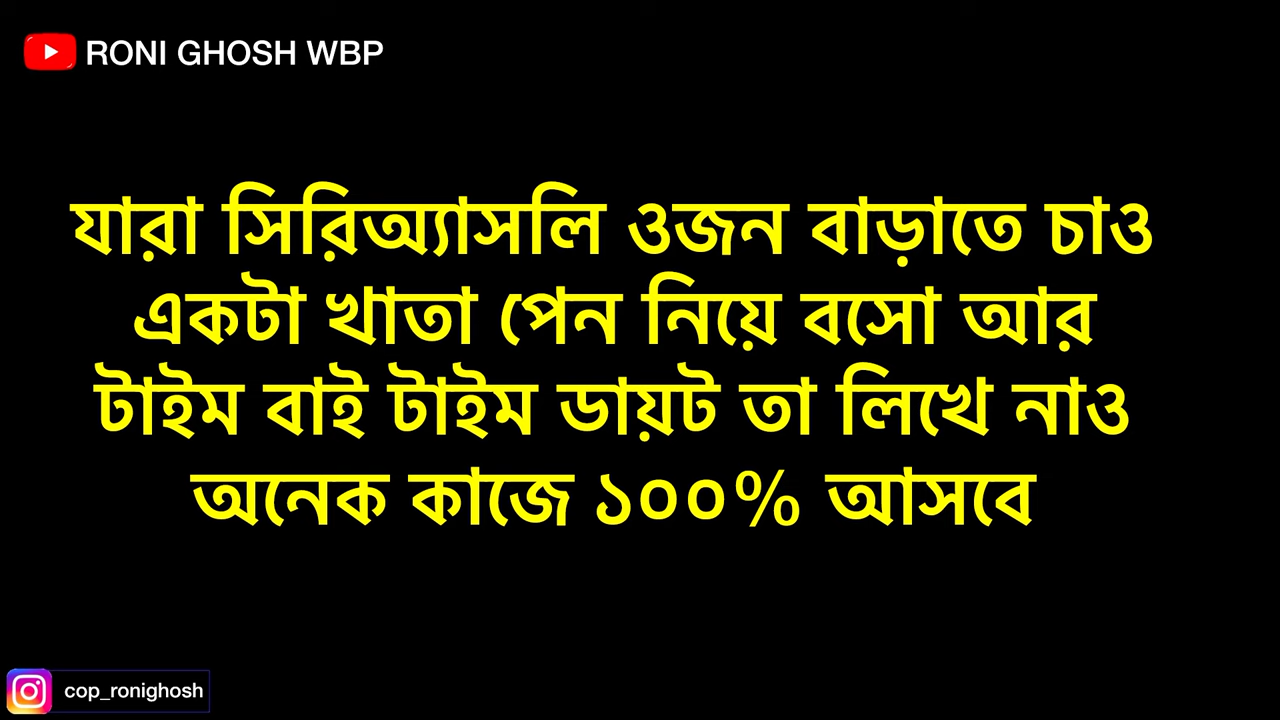 RONI GHOSH WBP
যারা সিরিঅ্যাসলি ওজন বাড়াতে চাও
একটা খাতা পেন নিয়ে বসো আর
টাইম বাই টাইম ডায়ট তা লিখে নাও
অনেক কাজে ১০০% আসবে
cop_ronighosh